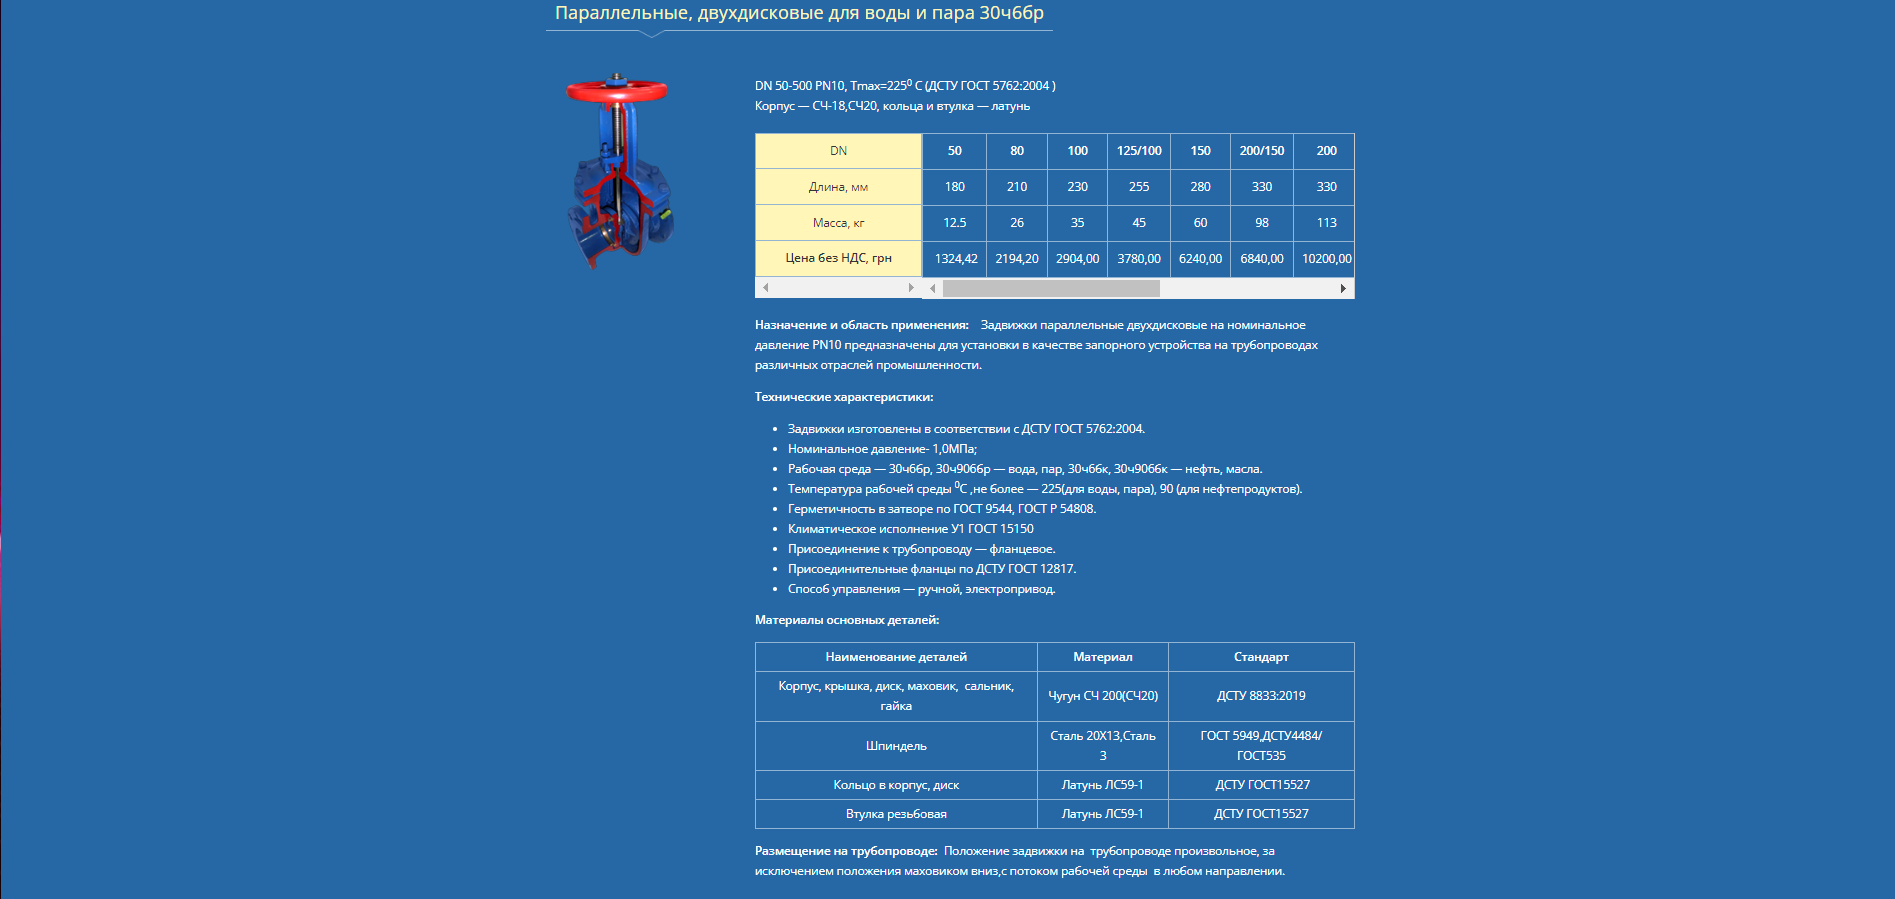 Параллельные, двухдисковые для воды и пара 30ч6бр
DN 50-500 PN10, Tmax=225⁰ С (ДСТУ ГОСТ 5762:2004 )
Корпус — СЧ-18,СЧ20, кольца и втулка — латунь
DN 50 80 100 125/100 150 200/150 200
Длина, мм 180 210 230 255 280 330 330
Масса, кг 12.5 26 35 45 60 98 113
Цена без НДС, грн 1324,42 2194,20 2904,00 3780,00 6240,00 6840,00 10200,00
Назначение и область применения: Задвижки параллельные двухдисковые на номинальное
давление PN10 предназначены для установки в качестве запорного устройства на трубопроводах
различных отраслей промышленности.
Технические характеристики:
• Задвижки изготовлены в соответствии с ДСТУ ГОСТ 5762:2004.
• Номинальное давление- 1,0МПа;
• Рабочая среда — 30ч6бр, 30ч906бр — вода, пар, 30ч6бк, 30ч906бк — нефть, масла.
• Температура рабочей среды ⁰С ,не более — 225(для воды, пара), 90 (для нефтепродуктов).
• Герметичность в затворе по ГОСТ 9544, ГОСТ Р 54808.
• Климатическое исполнение У1 ГОСТ 15150
• Присоединение к трубопроводу — фланцевое.
• Присоединительные фланцы по ДСТУ ГОСТ 12817.
• Способ управления — ручной, электропривод.
Материалы основных деталей:
Наименование деталей Материал Стандарт
Корпус, крышка, диск, маховик, сальник,
гайка
Чугун СЧ 200(СЧ20) ДСТУ 8833:2019
Шпиндель
Сталь 20Х13,Сталь
3
ГОСТ 5949,ДСТУ4484/
ГОСТ535
Кольцо в корпус, диск Латунь ЛС59-1 ДСТУ ГОСТ15527
Втулка резьбовая Латунь ЛС59-1 ДСТУ ГОСТ15527
Размещение на трубопроводе: Положение задвижки на трубопроводе произвольное, за
исключением положения маховиком вниз,с потоком рабочей среды в любом направлении.